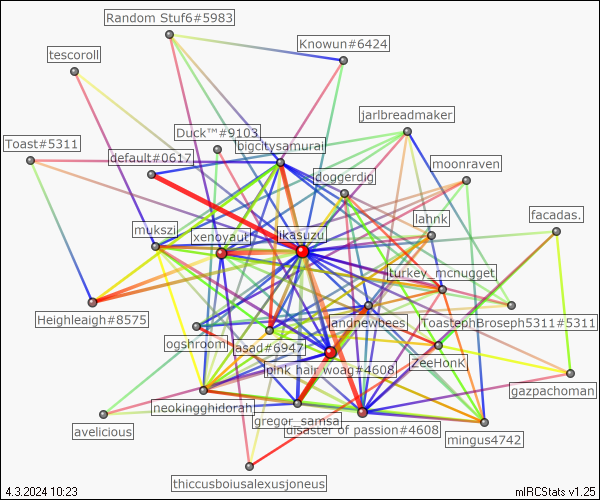 Random Stuf6#5983
Knowun#6424
tescoroll
jarlbreadmaker
Duck™#9103
Toast#5311
bigcitysamurai
default#0617
moonraven
doggerdig
lahnk
facadas.
mukszi
xenoyaut
ikasuzu
turkey_mcnugget
Heighleaigh#8575
andnewbees
ToastephBroseph5311#5311
ogshroom
asad#6947
ZeeHonK
pink hair woag#4608
gazpachoman
neokingghidorah
gregor_samsa
disaster of passion#4608
avelicious
mingus4742
thiccusboiusalexusjoneus
4.3.2024 10:23
mIRCStats v1.25